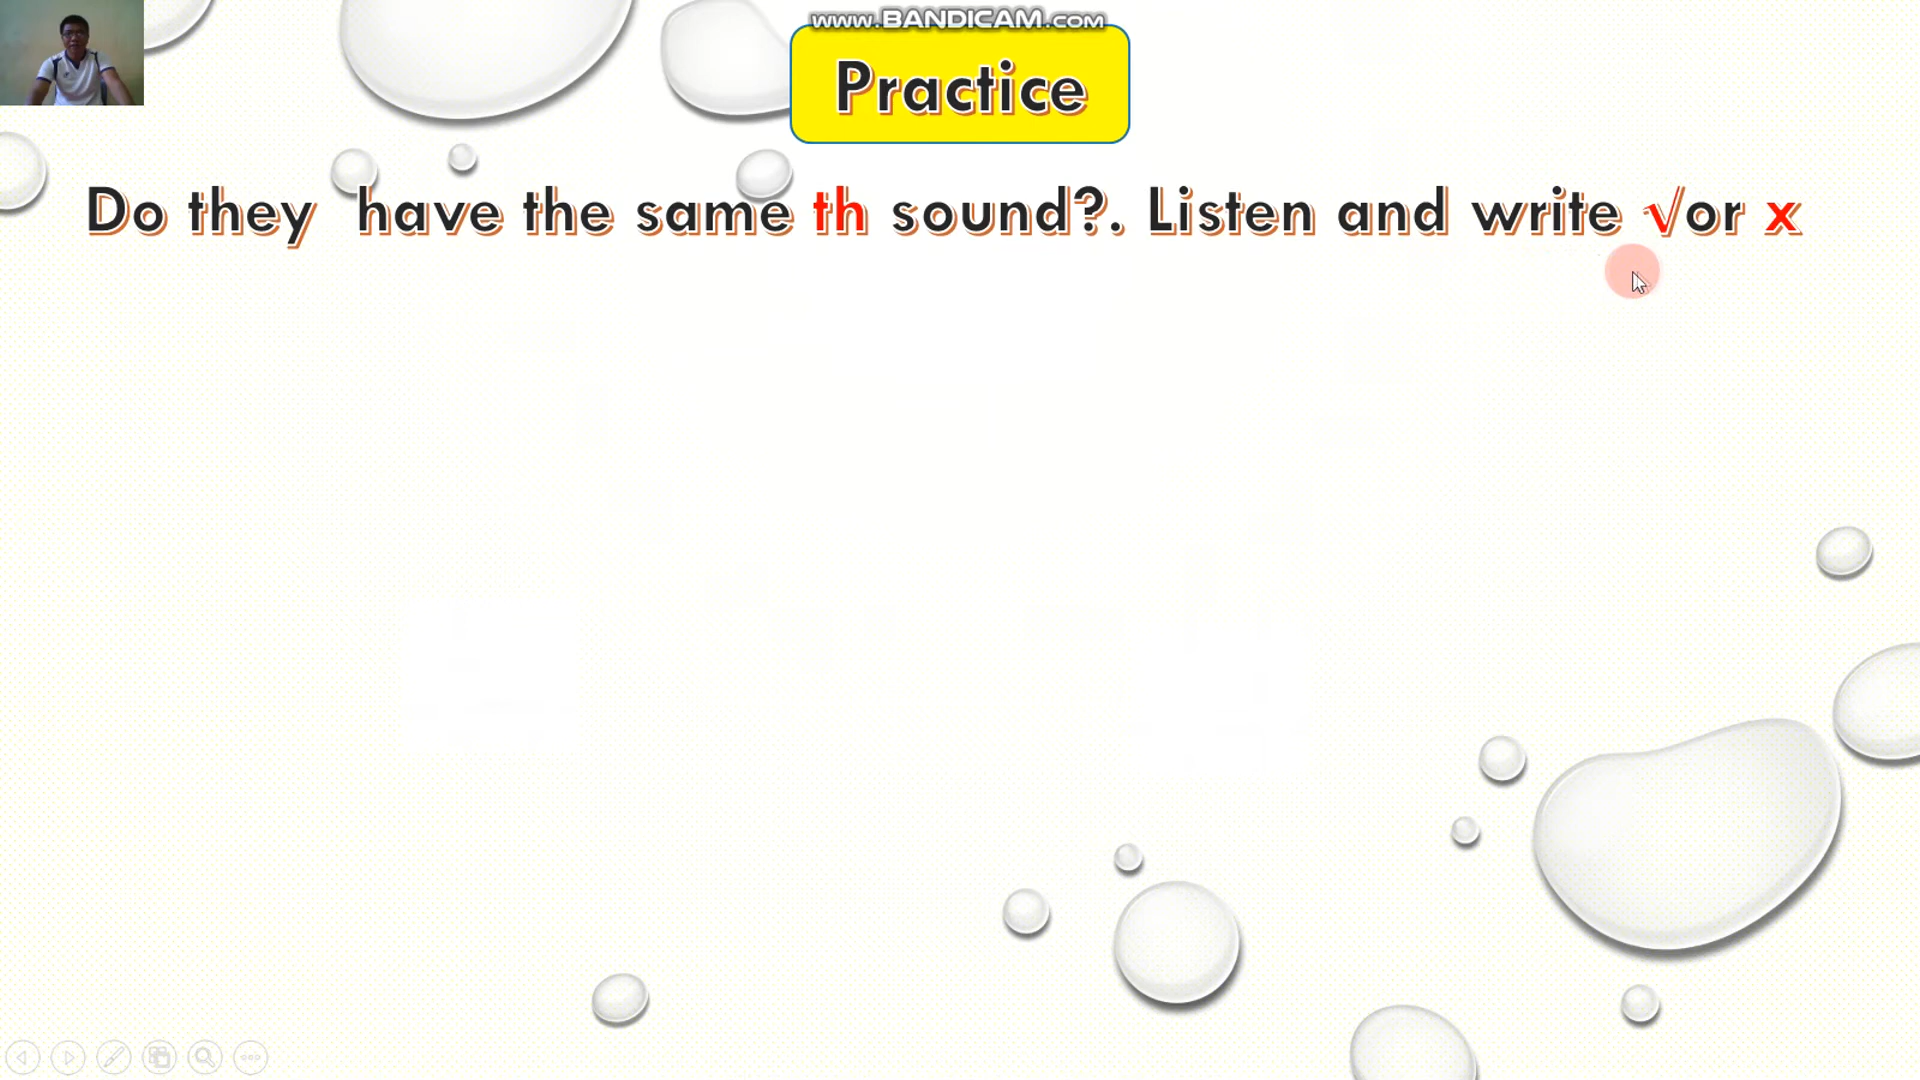 www.BANDICAM.com
Practice
Do they have the same th sound?. Listen and write √or x